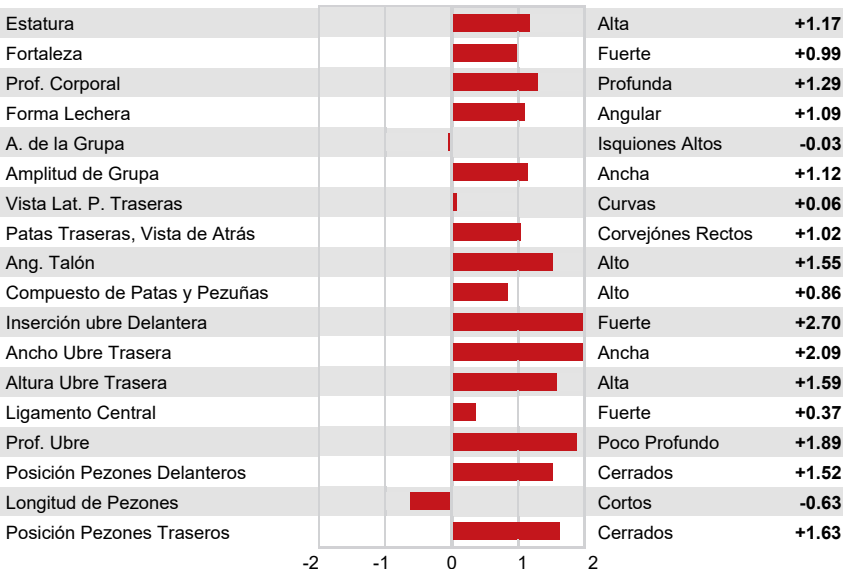 Estatura Alta +1.17
Fortaleza Fuerte +0.99
Prof. Corporal Profunda +1.29
Forma Lechera Angular +1.09
A. de la Grupa Isquiones Altos -0.03
Amplitud de Grupa Ancha +1.12
Vista Lat. P. Traseras Curvas +0.06
Patas Traseras, Vista de Atrás Corvejónes Rectos +1.02
Ang. Talón Alto +1.55
Compuesto de Patas y Pezuñas Alto +0.86
Inserción ubre Delantera Fuerte +2.70
Ancho Ubre Trasera Ancha +2.09
Altura Ubre Trasera Alta +1.59
Ligamento Central Fuerte +0.37
Prof. Ubre Poco Profundo +1.89
Posición Pezones Delanteros Cerrados +1.52
Longitud de Pezones Cortos -0.63
Posición Pezones Traseros Cerrados +1.63
-2 -1 0 1 2